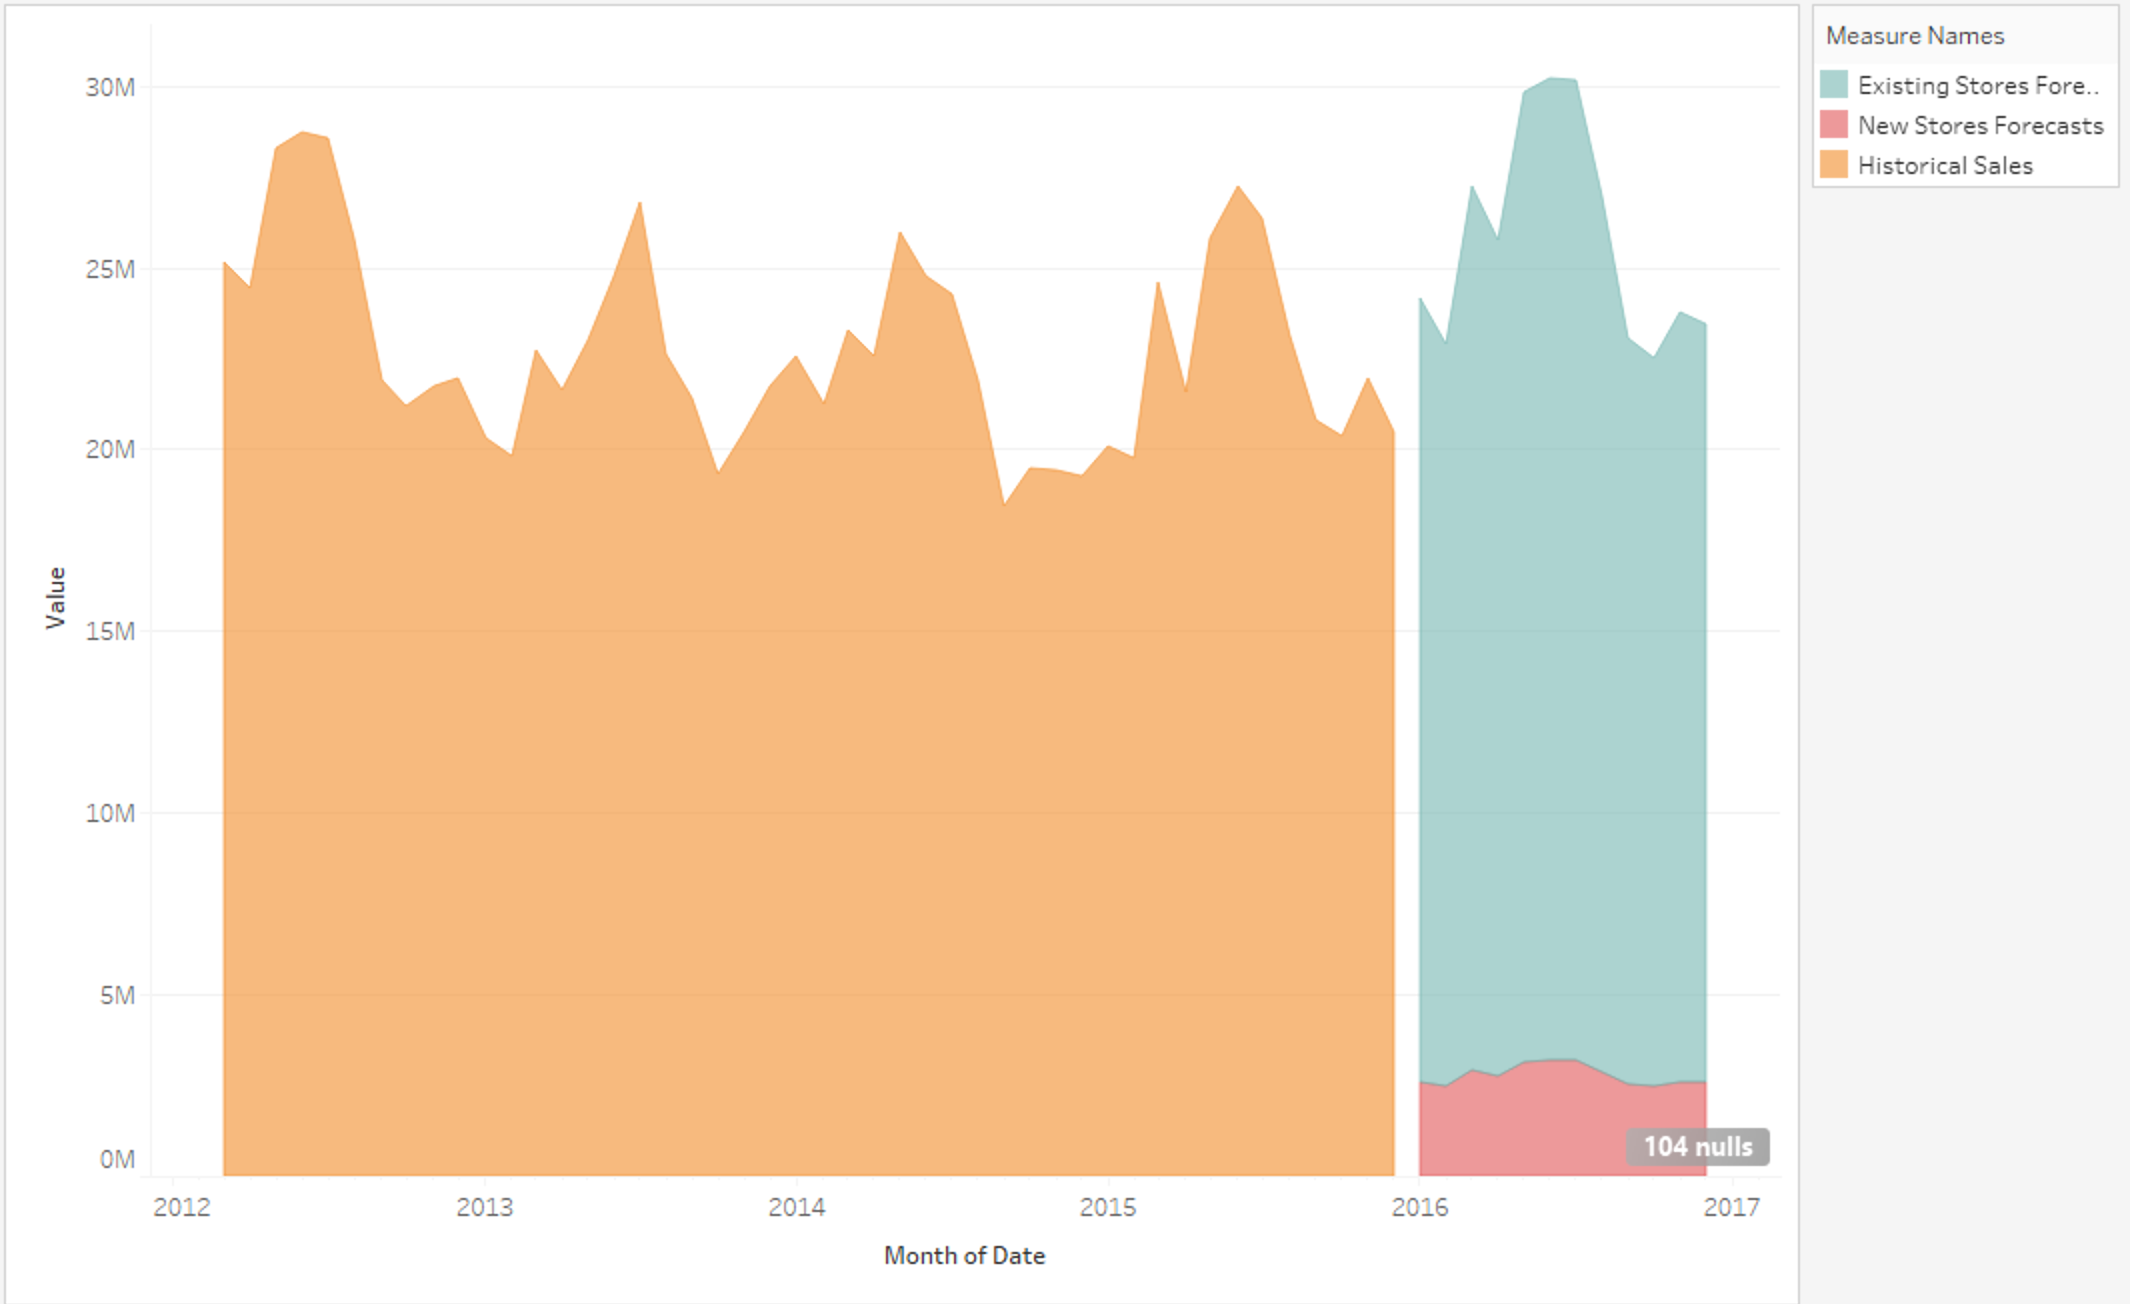 Measure Names
Existing Stores Fore..
New Stores Forecasts
Historical Sales
30M
25M
20M
15M
10M
5M
0M
Value
104 nulls
2012 2013 2014 2015 2016 2017
Month of Date